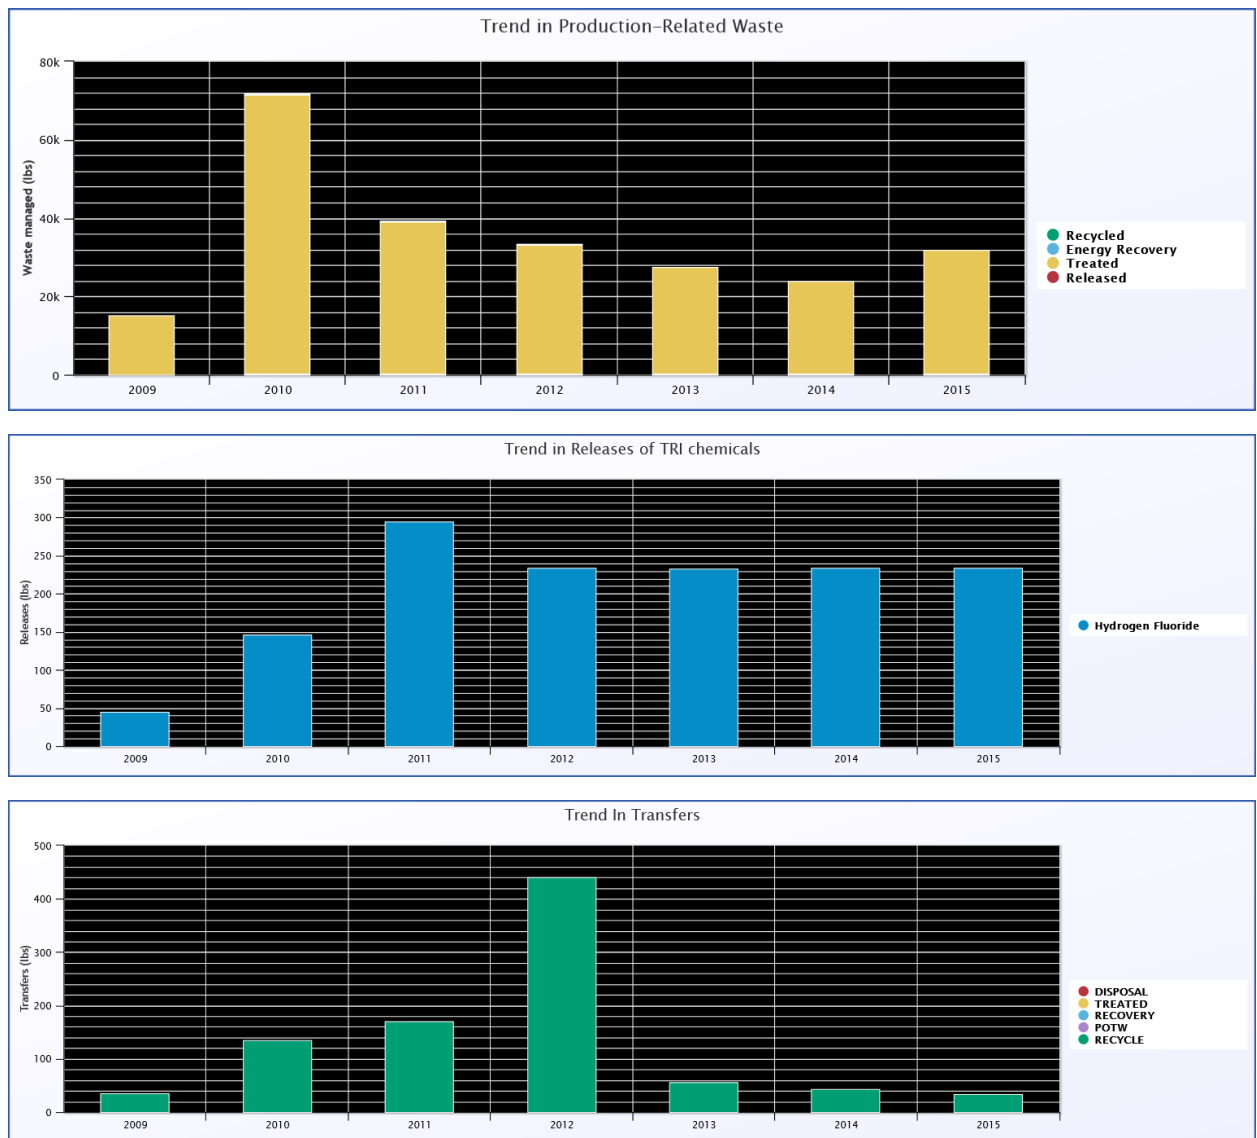 Trend in Production-Related Waste
Waste managed (lbs)
80k
60k
40k
20k
0
2009 2010 2011 2012 2013 2014 2015
Recycled
Energy Recovery
Treated
Released
Trend in Releases of TRI chemicals
Releases (lbs)
350
300
250
200
150
100
50
0
2009 2010 2011 2012 2013 2014 2015
Hydrogen Fluoride
Trend In Transfers
Transfers (lbs)
500
400
300
200
100
0
2009 2010 2011 2012 2013 2014 2015
DISPOSAL
TREATED
RECOVERY
POTW
RECYCLE